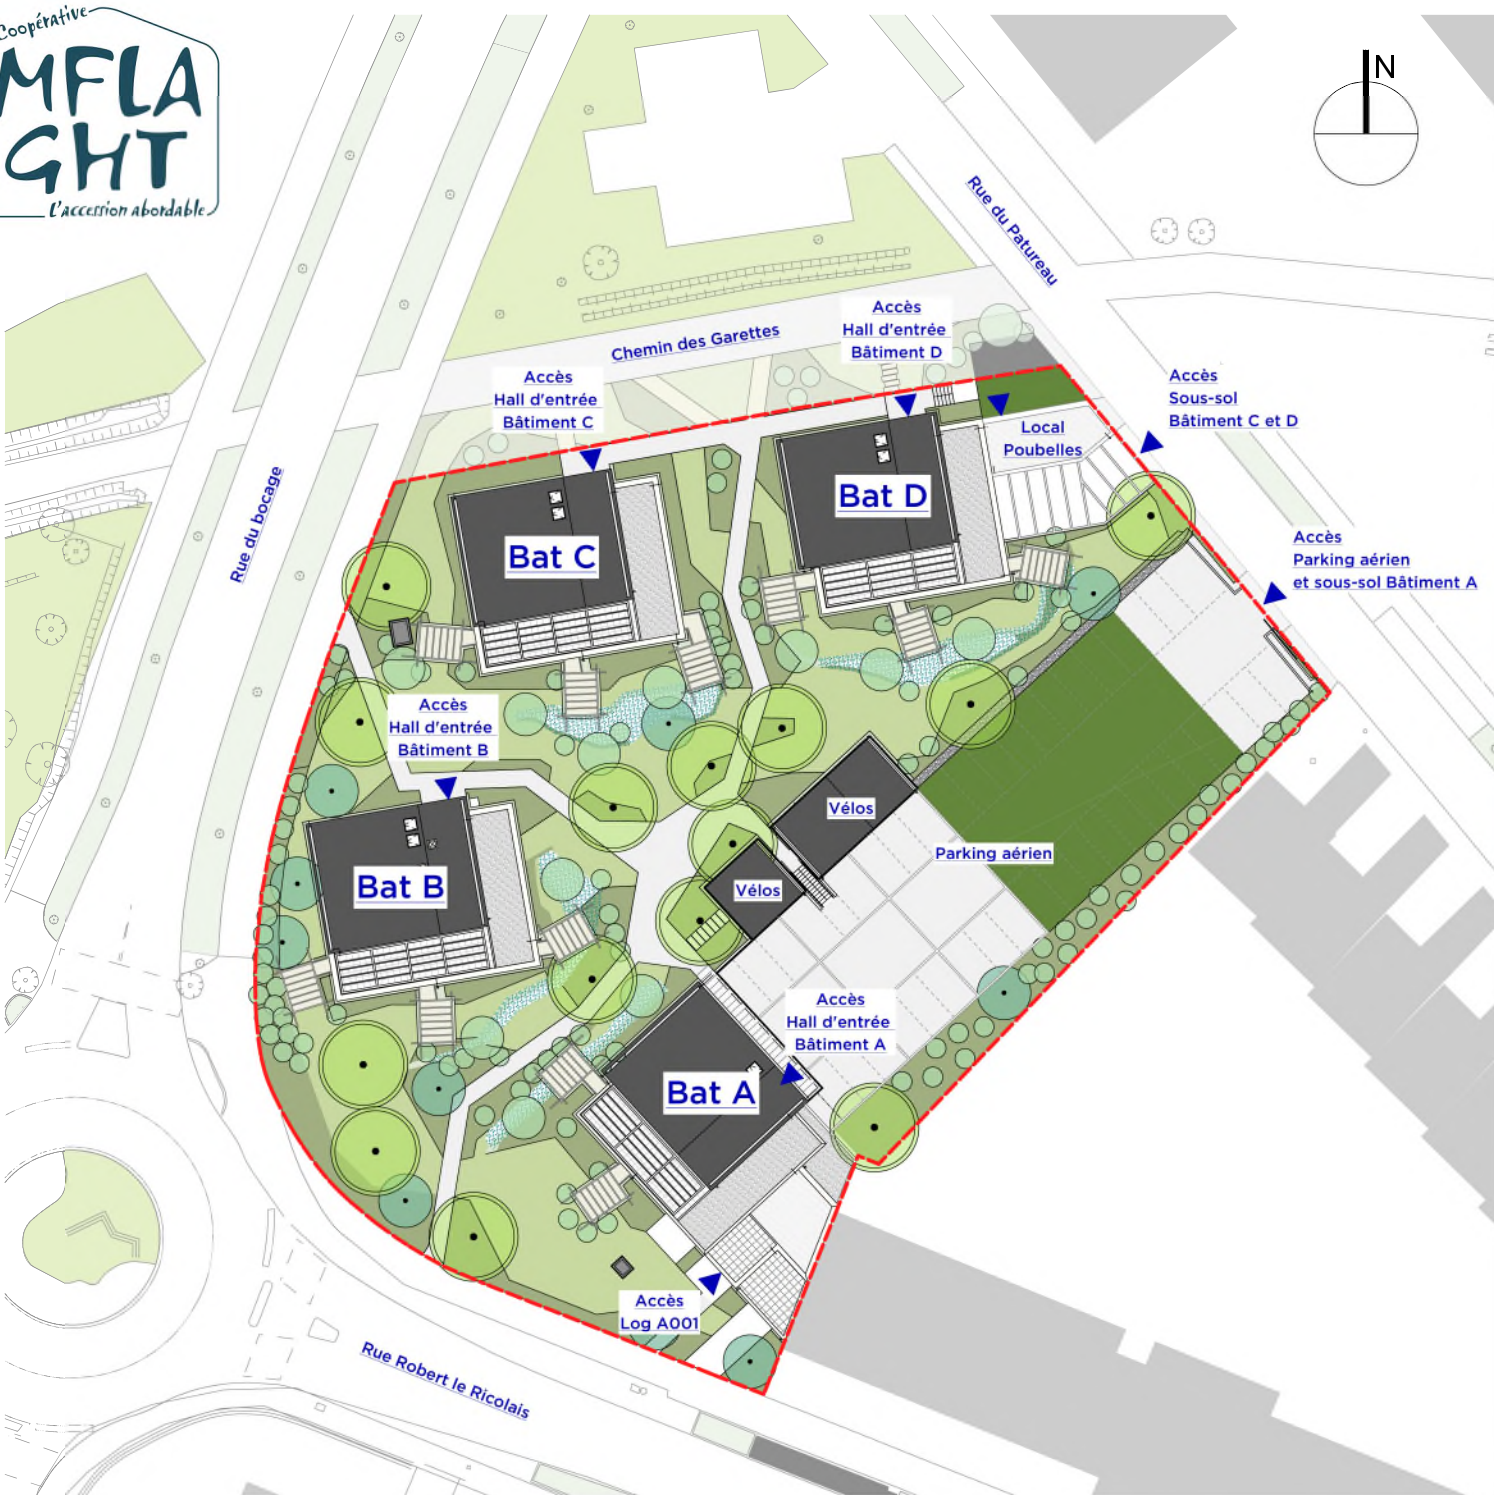 Coopérative
MFLA
GHT
L'accession abordable
N
Rue du Patureau
Chemin des Garettes
Accès
Hall d'entrée
Bâtiment D
Accès
Hall d'entrée
Bâtiment C
Accès
Sous-sol
Bâtiment C et D
Local
Poubelles
Bat D
Bat C
Rue du bocage
Accès
Parking aérien
et sous-sol Bâtiment A
Accès
Hall d'entrée
Bâtiment B
Vélos
Parking aérien
Bat B
Vélos
Accès
Hall d'entrée
Bâtiment A
Bat A
Accès
Log A001
Rue Robert le Ricolais